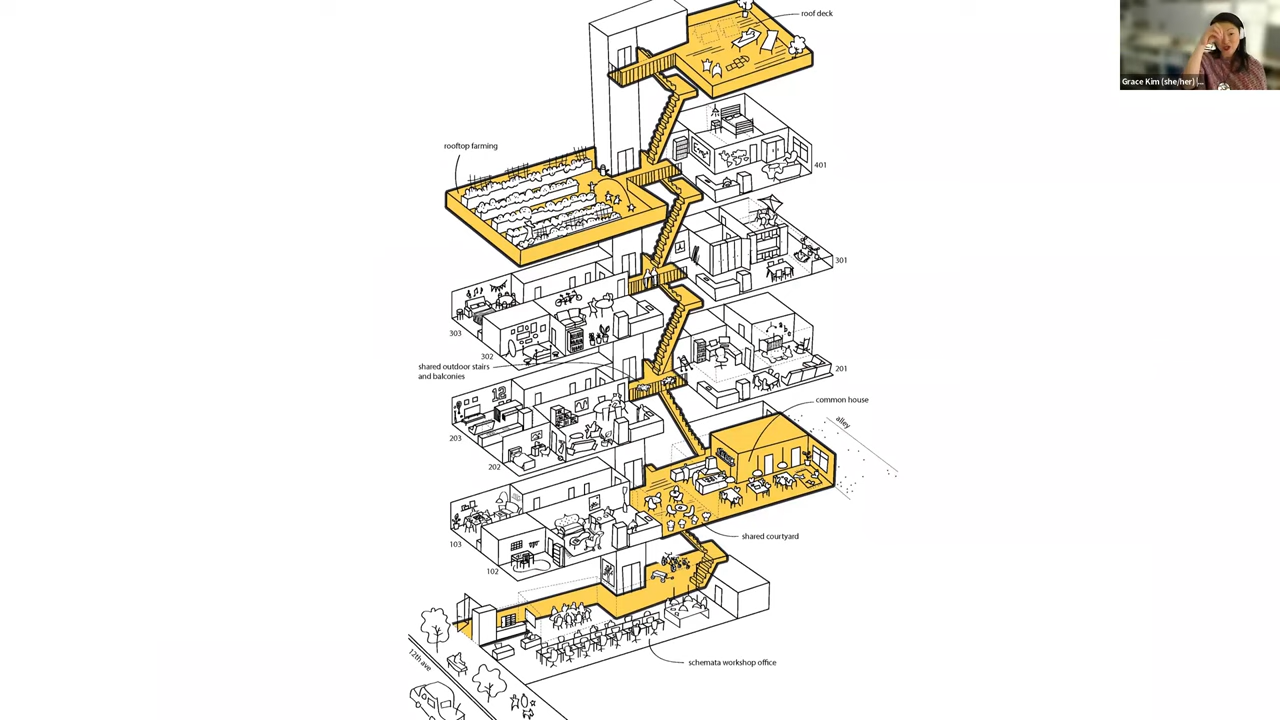 roof deck
Grace Kim (she/her)
rooftop farming
401
301
303
302
shared outdoor stairs
and balconies
201
common house
alley
203
202
shared courtyard
103
102
schemata workshop office
12th ave
12